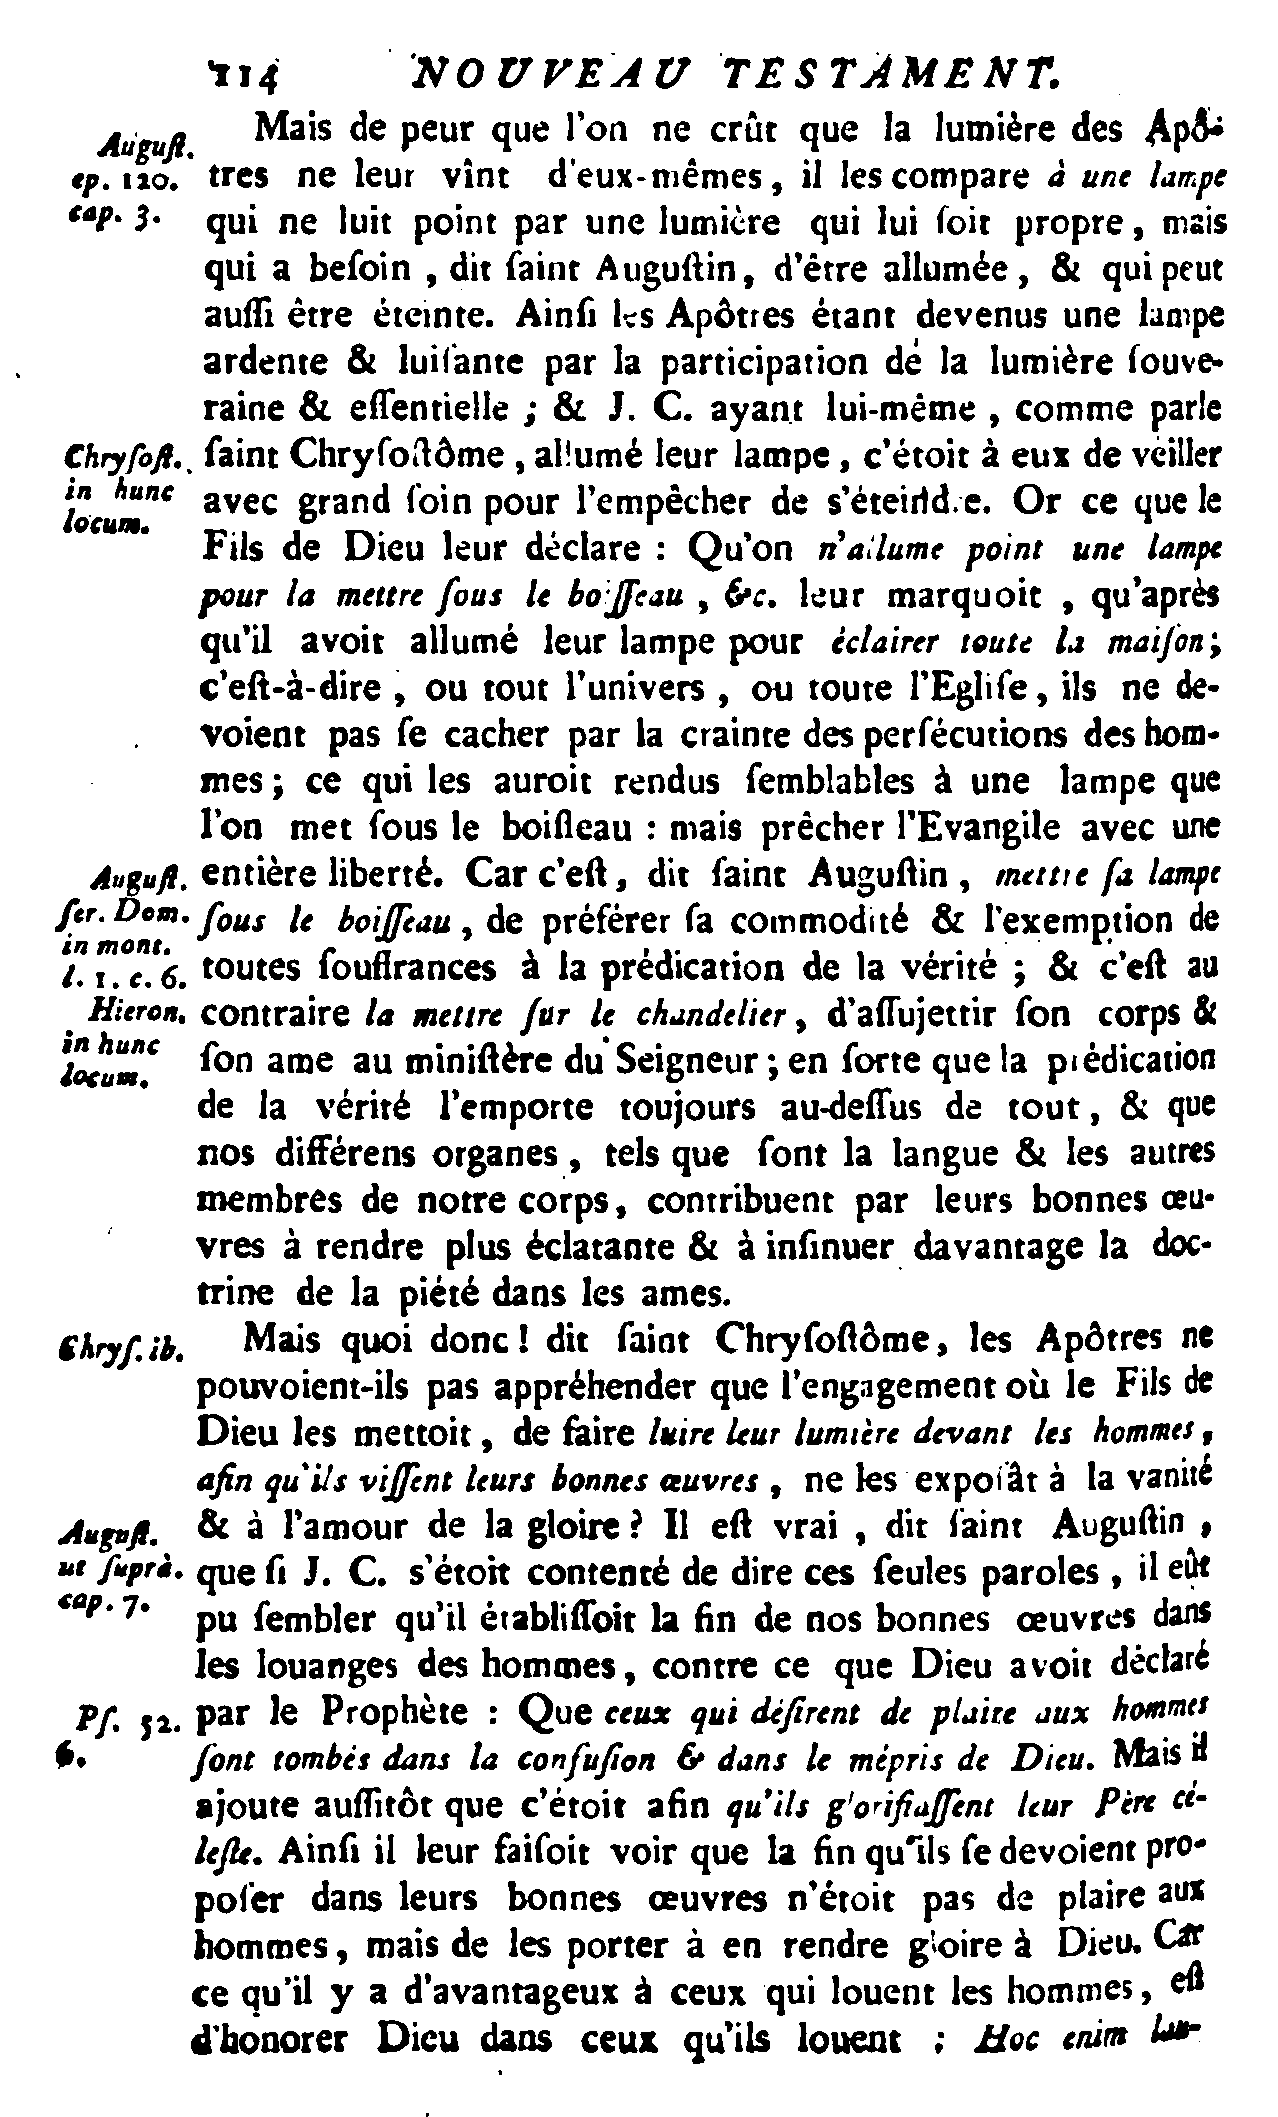 114 NOUVEAU TESTAMENT.
Mais de peur que l'on ne crût que la lumière des Apô-
August.
ep. 120.
cap. 3.
tres ne leur vînt d'eux-mêmes, il les compare à une lampe
qui ne luit point par une lumière qui lui ſoit propre, mais
qui a beſoin, dit ſaint Auguſtin, d'être allumée, & qui peut
auſſi être éteinte. Ainſi les Apôtres étant devenus une lampe
ardente & luiſante par la participation de la lumière ſouve-
raine & eſſentielle ; & J. C. ayant lui-même, comme parle
Chryſoſt.
in hunc
locum.
ſaint Chryſoſtôme, allumé leur lampe, c'étoit à eux de veiller
avec grand ſoin pour l'empêcher de s'éteindre. Or ce que le
Fils de Dieu leur déclare : Qu'on n'allume point une lampe
pour la mettre ſous le boiſſeau, &c. leur marquoit, qu'après
qu'il avoit allumé leur lampe pour éclairer toute la maiſon;
c'eſt-à-dire, ou tout l'univers, ou toute l'Egliſe, ils ne de-
voient pas ſe cacher par la crainte des perſécutions des hom-
mes; ce qui les auroit rendus ſemblables à une lampe que
l'on met ſous le boiſſeau : mais prêcher l'Evangile avec une
Auguſt.
ſer. Dom.
in mont.
l. 1. c. 6.
Hieron.
in hunc
locum.
entière liberté. Car c'eſt, dit ſaint Auguſtin, mettre ſa lampe
ſous le boiſſeau, de préférer ſa commodité & l'exemption de
toutes ſouffrances à la prédication de la vérité ; & c'eſt au
contraire la mettre ſur le chandelier, d'aſſujettir ſon corps &
ſon ame au miniſtère du Seigneur ; en ſorte que la prédication
de la vérité l'emporte toujours au-deſſus de tout, & que
nos différens organes, tels que ſont la langue & les autres
membres de notre corps, contribuent par leurs bonnes œu-
vres à rendre plus éclatante & à inſinuer davantage la doc-
trine de la piété dans les ames.
Chryſ. ib.
Mais quoi donc ! dit ſaint Chryſoſtôme, les Apôtres ne
pouvoient-ils pas appréhender que l'engagement où le Fils de
Dieu les mettoit, de faire luire leur lumière devant les hommes,
afin qu'ils viſſent leurs bonnes œuvres, ne les expoſât à la vanité
Auguſt.
ut ſuprà.
cap. 7.
& à l'amour de la gloire ? Il eſt vrai, dit ſaint Auguſtin,
que ſi J. C. s'étoit contenté de dire ces ſeules paroles, il eût
pu ſembler qu'il établiſſoit la fin de nos bonnes œuvres dans
les louanges des hommes, contre ce que Dieu avoit déclaré
Pſ. 52.
6.
par le Prophète : Que ceux qui déſirent de plaire aux hommes
ſont tombés dans la confuſion & dans le mépris de Dieu. Mais il
ajoute auſſitôt que c'étoit afin qu'ils glorifiaſſent leur Père cé-
leſte. Ainſi il leur faiſoit voir que la fin qu'ils ſe devoient pro-
poſer dans leurs bonnes œuvres n'étoit pas de plaire aux
hommes, mais de les porter à en rendre gloire à Dieu. Car
ce qu'il y a d'avantageux à ceux qui louent les hommes, eſt
d'honorer Dieu dans ceux qu'ils louent ; Hoc enim lau-